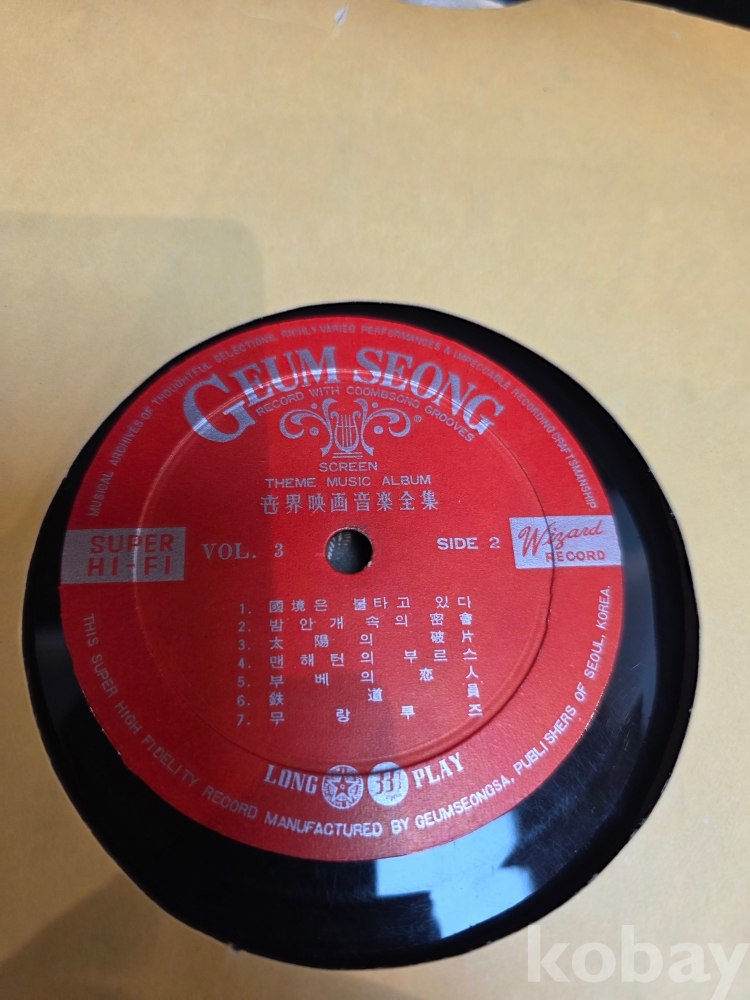 MUSICAL ARCHIVES OF THOUGHTFUL SELECTIONS, RICHLY-VARIED PERFORMANCES & IMPECCABLE RECORDING CRAFTSMANSHIP
GEUM SEONG
RECORD WITH COOMBSONG GROOVES
SCREEN
THEME MUSIC ALBUM
世界映画音楽全集
SUPER HI-FI
VOL. 3
SIDE 2
Wizard RECORD
1. 國境은 불타고 있다
2. 밤안개 속의 密會
3. 太陽의 破片
4. 맨해턴의 부르스
5. 부베의 恋人
6. 鉄道員
7. 무랑루즈
LONG 33⅓ PLAY
THIS SUPER HIGH FIDELITY RECORD MANUFACTURED BY GEUMSEONGSA, PUBLISHERS OF SEOUL, KOREA.
kobay